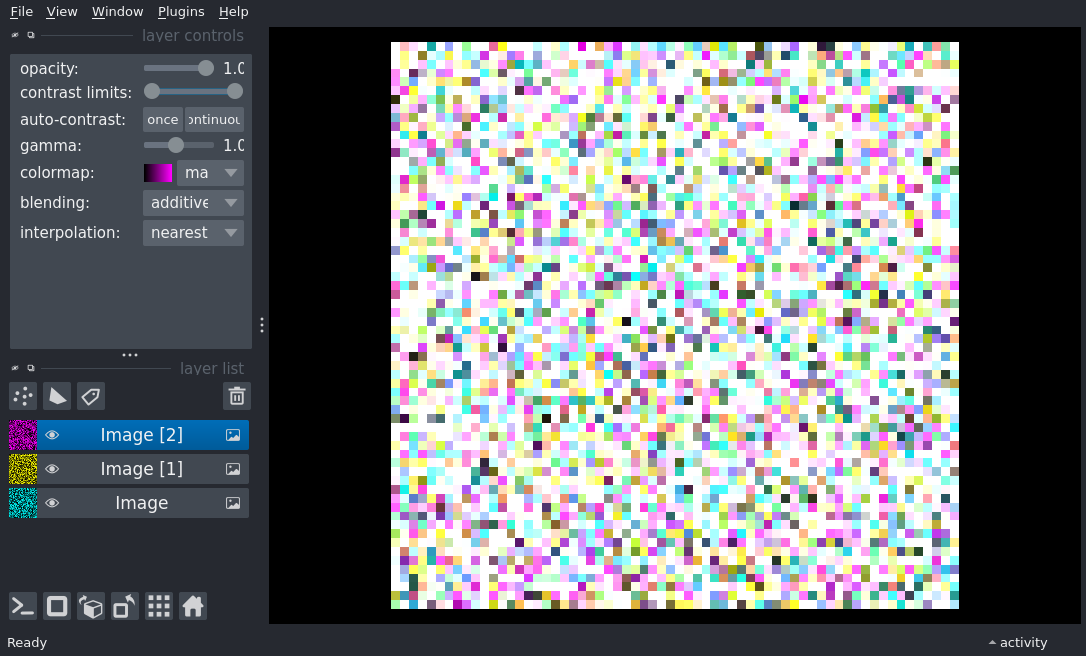 File View Window Plugins Help
layer controls
opacity: 1.0
contrast limits:
auto-contrast: once ontinuou
gamma: 1.0
colormap: ma
blending: additive
interpolation: nearest
layer list
Image [2]
Image [1]
Image
Ready activity